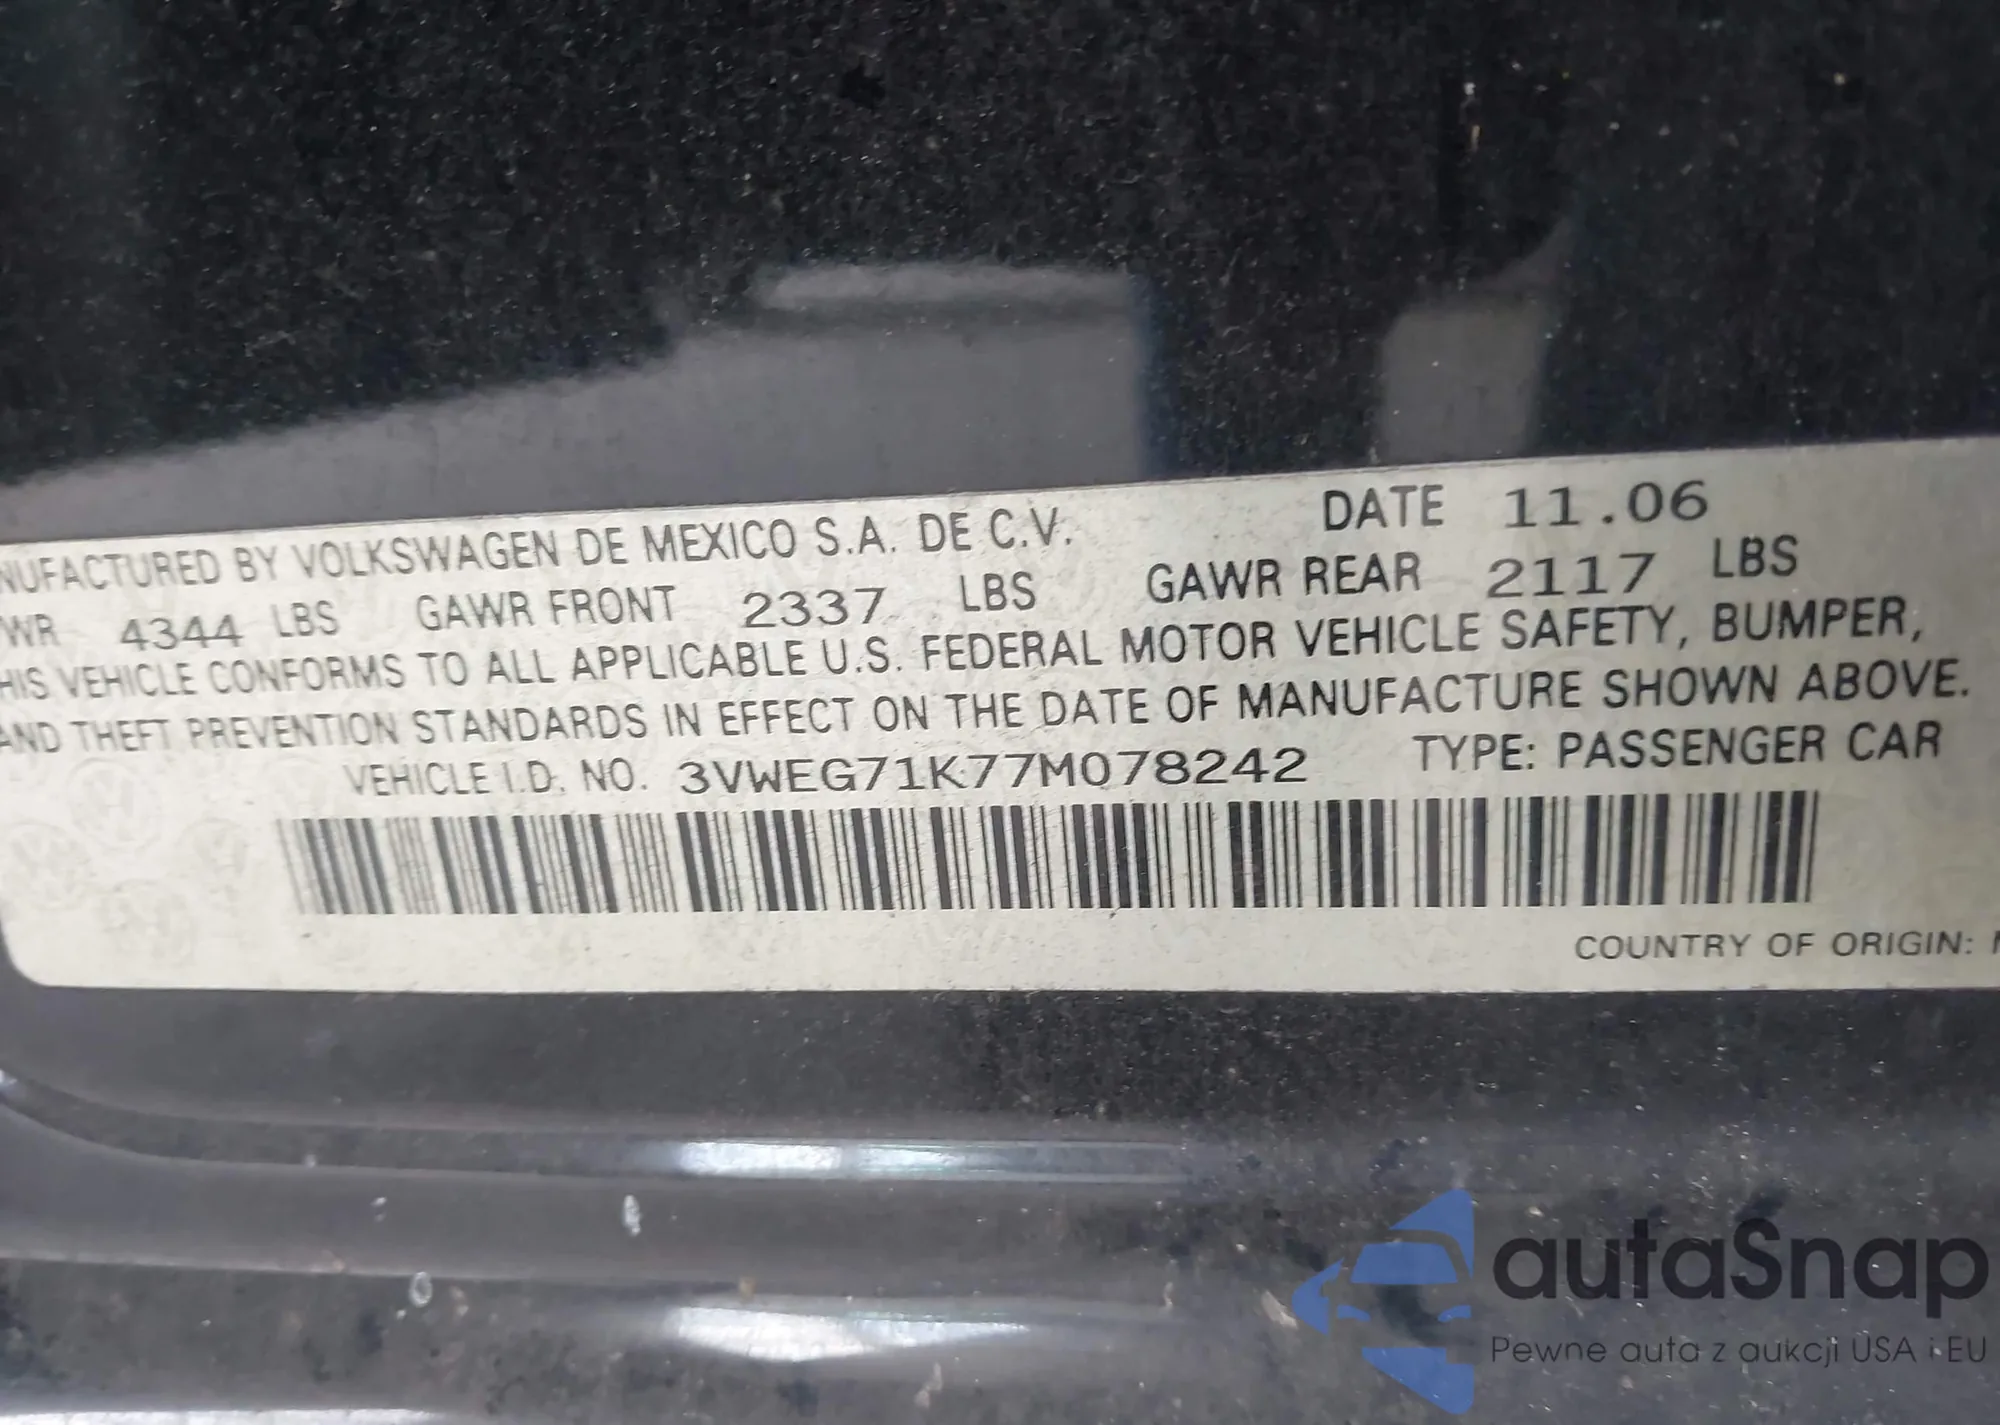 NUFACTURED BY VOLKSWAGEN DE MEXICO S.A. DE C.V. DATE 11.06
WR 4344 LBS GAWR FRONT 2337 LBS GAWR REAR 2117 LBS
HIS VEHICLE CONFORMS TO ALL APPLICABLE U.S. FEDERAL MOTOR VEHICLE SAFETY, BUMPER,
AND THEFT PREVENTION STANDARDS IN EFFECT ON THE DATE OF MANUFACTURE SHOWN ABOVE.
VEHICLE I.D. NO. 3VWEG71K77M078242 TYPE: PASSENGER CAR
COUNTRY OF ORIGIN:
autaSnap
Pewne auta z aukcji USA i EU